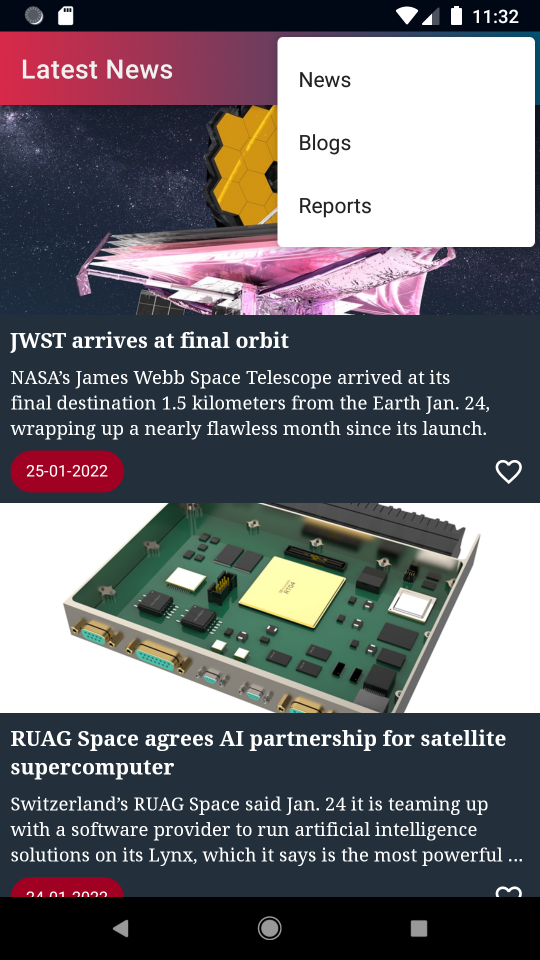 11:32
Latest News
News
Blogs
Reports
JWST arrives at final orbit
NASA’s James Webb Space Telescope arrived at its
final destination 1.5 kilometers from the Earth Jan. 24,
wrapping up a nearly flawless month since its launch.
25-01-2022
RUAG Space agrees AI partnership for satellite
supercomputer
Switzerland’s RUAG Space said Jan. 24 it is teaming up
with a software provider to run artificial intelligence
solutions on its Lynx, which it says is the most powerful ...
24-01-2022